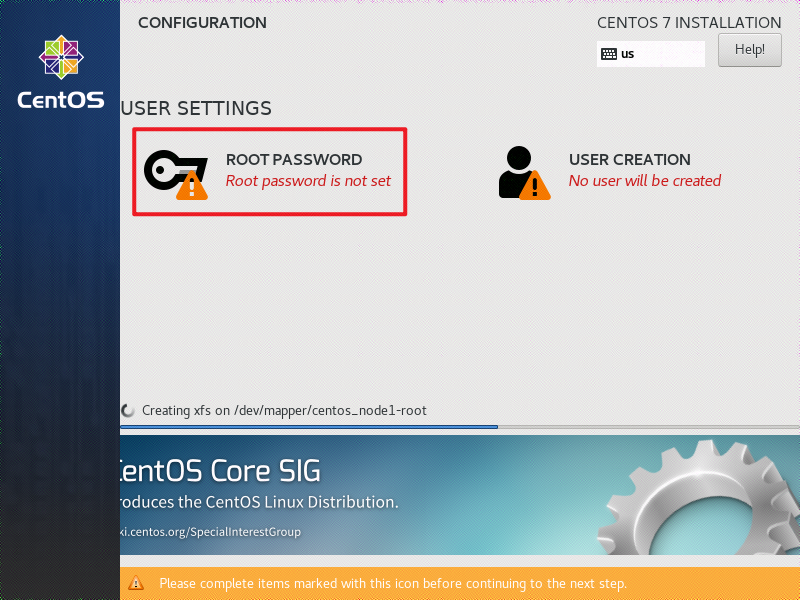 CONFIGURATION
CENTOS 7 INSTALLATION
us
Help!
CentOS
USER SETTINGS
ROOT PASSWORD
Root password is not set
USER CREATION
No user will be created
Creating xfs on /dev/mapper/centos_node1-root
CentOS Core SIG
roduces the CentOS Linux Distribution.
ki.centos.org/SpecialInterestGroup
Please complete items marked with this icon before continuing to the next step.